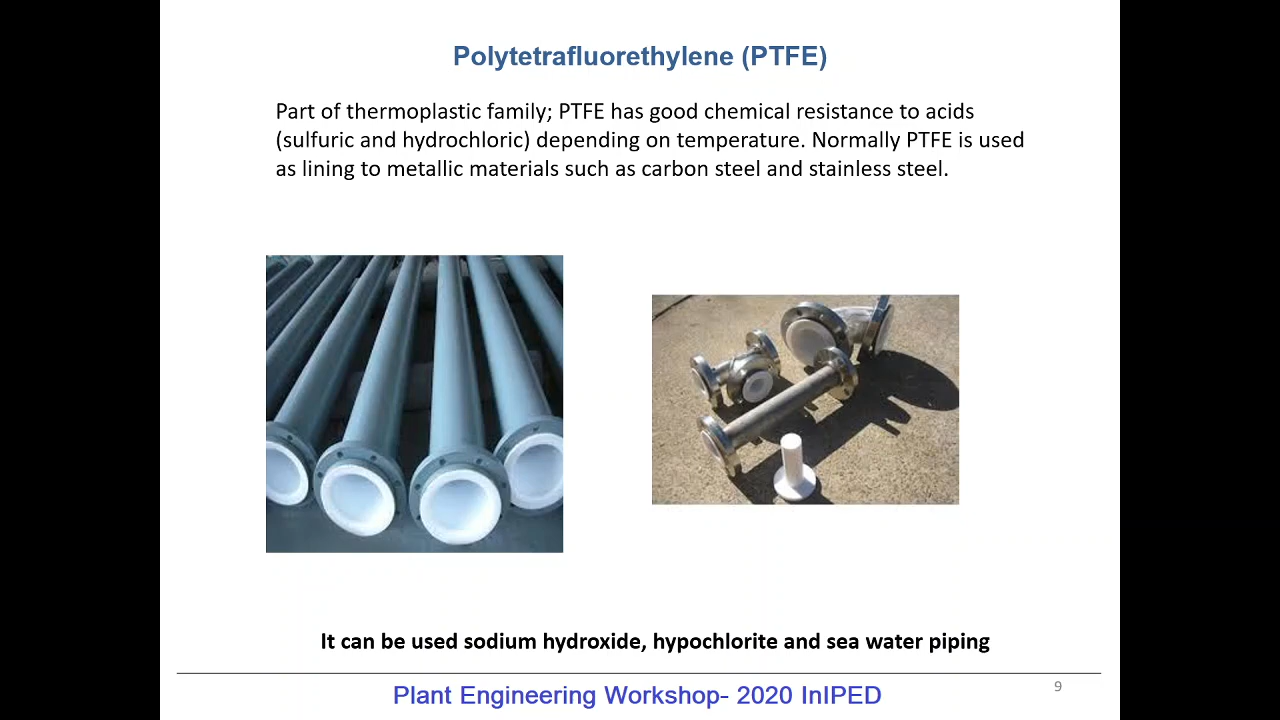 Polytetrafluorethylene (PTFE)
Part of thermoplastic family; PTFE has good chemical resistance to acids
(sulfuric and hydrochloric) depending on temperature. Normally PTFE is used
as lining to metallic materials such as carbon steel and stainless steel.
It can be used sodium hydroxide, hypochlorite and sea water piping
Plant Engineering Workshop- 2020 InIPED
9